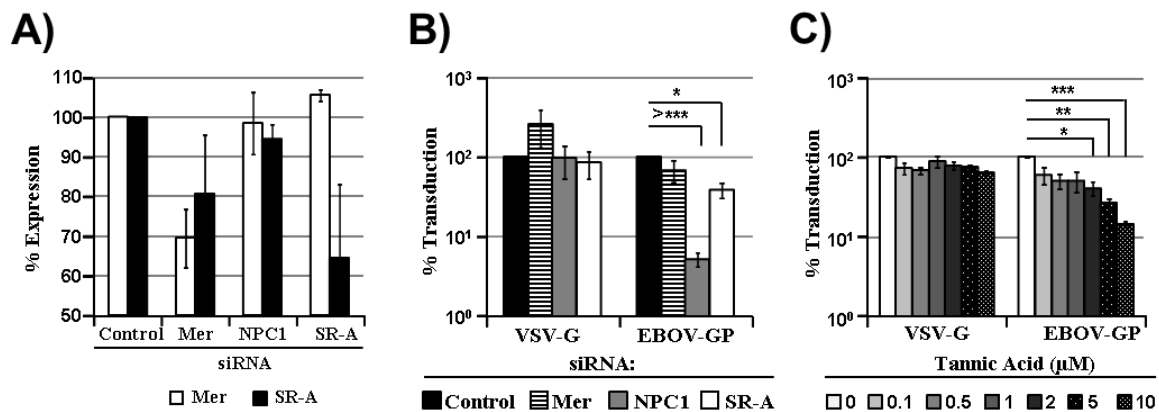 A)
110
100
90
80
70
60
50
% Expression
Control Mer NPC1 SR-A
siRNA
Mer SR-A
B)
10³
10²
10¹
10⁰
% Transduction
*
>***
VSV-G EBOV-GP
siRNA:
Control Mer NPC1 SR-A
C)
10³
10²
10¹
10⁰
% Transduction
***
**
*
VSV-G EBOV-GP
Tannic Acid (µM)
0 0.1 0.5 1 2 5 10